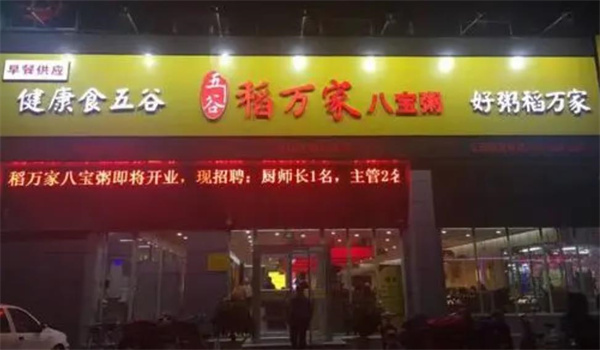 早餐供应
健康食五谷
五谷
稻万家八宝粥
好粥稻万家
稻万家八宝粥即将开业，现招聘：厨师长1名，主管2名